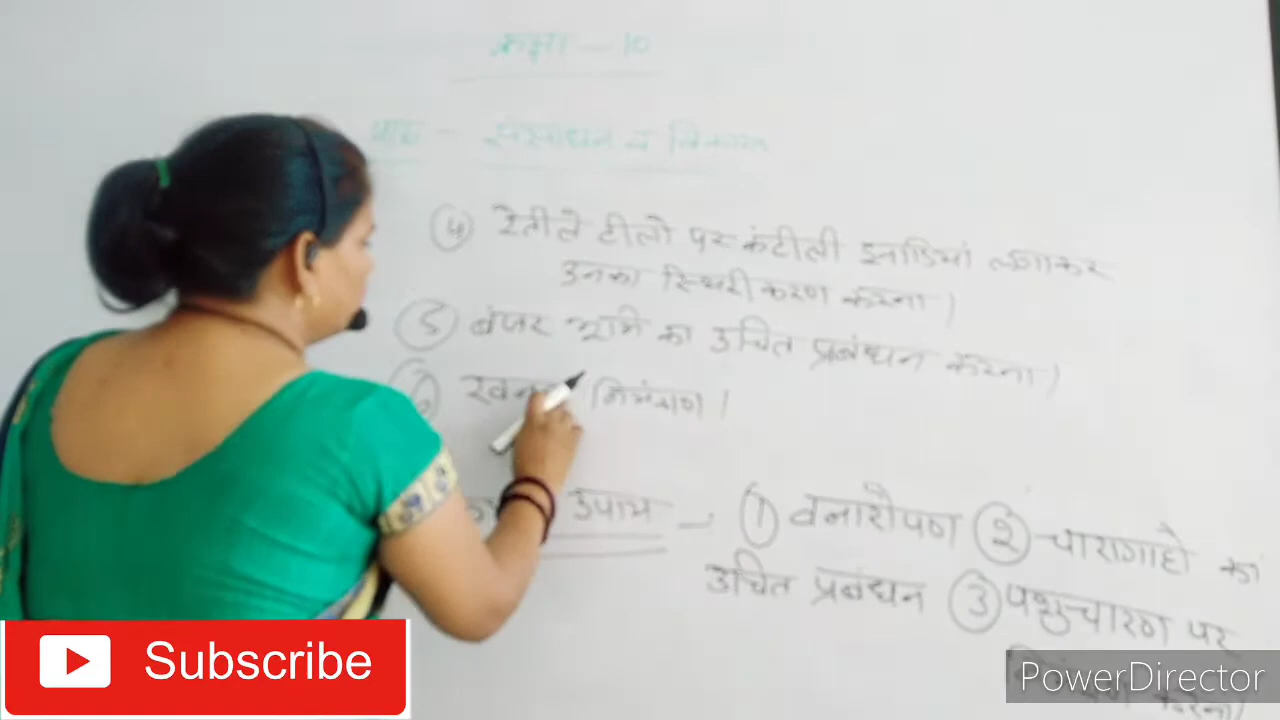 कक्षा - 10
पाठ - संसाधन व विकास
④ रेतीले टीलो पर कंटीली झाडियां लगाकर
उनका स्थिरीकरण करना।
⑤ बंजर भूमि का उचित प्रबंधन करना।
⑥ खनन नियंत्रण।
उपाय - ① वनारोपण ② चारागाहो का
उचित प्रबंधन ③ पशुचारण पर
करना।
Subscribe
PowerDirector